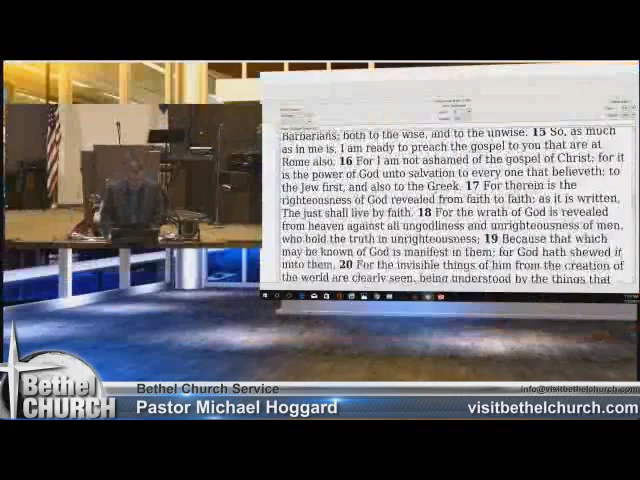 Barbarians; both to the wise, and to the unwise. 15 So, as much
as in me is, I am ready to preach the gospel to you that are at
Rome also. 16 For I am not ashamed of the gospel of Christ: for it
is the power of God unto salvation to every one that believeth; to
the Jew first, and also to the Greek. 17 For therein is the
righteousness of God revealed from faith to faith: as it is written,
The just shall live by faith. 18 For the wrath of God is revealed
from heaven against all ungodliness and unrighteousness of men,
who hold the truth in unrighteousness; 19 Because that which
may be known of God is manifest in them; for God hath shewed it
unto them. 20 For the invisible things of him from the creation of
the world are clearly seen, being understood by the things that
Bethel Church Service
info@visitbethelchurch.com
Bethel
CHURCH
Pastor Michael Hoggard
visitbethelchurch.com